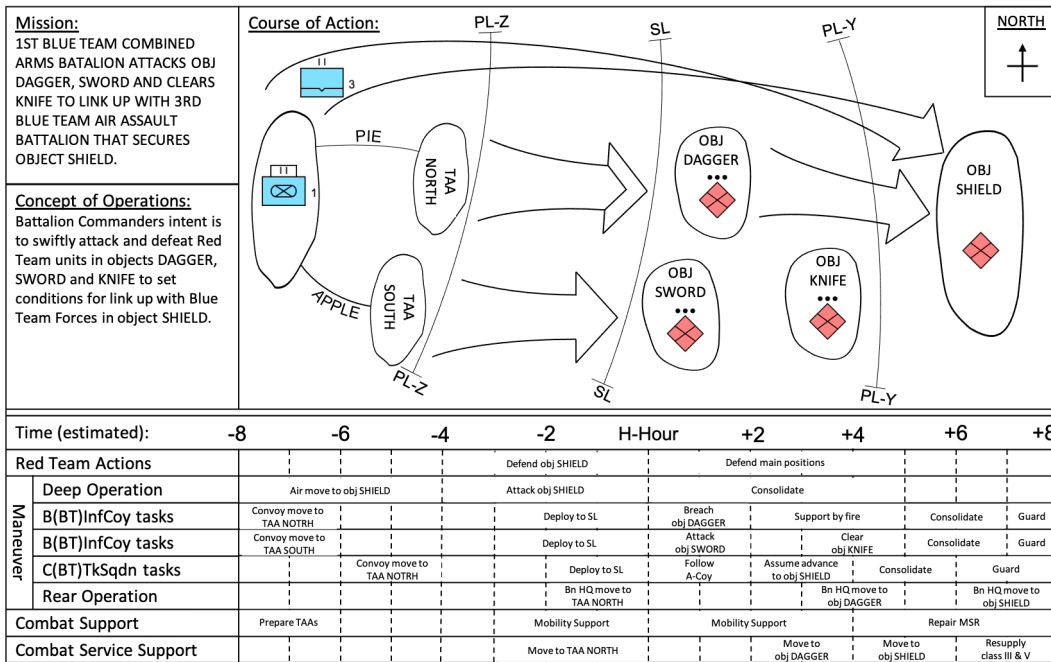 Mission:
1ST BLUE TEAM COMBINED
ARMS BATALION ATTACKS OBJ
DAGGER, SWORD AND CLEARS
KNIFE TO LINK UP WITH 3RD
BLUE TEAM AIR ASSAULT
BATTALION THAT SECURES
OBJECT SHIELD.
Concept of Operations:
Battalion Commanders intent is
to swiftly attack and defeat Red
Team units in objects DAGGER,
SWORD and KNIFE to set
conditions for link up with Blue
Team Forces in object SHIELD.
Course of Action:
PL-Z
SL
PL-Y
NORTH
3
1
PIE
APPLE
TAA
NORTH
TAA
SOUTH
OBJ
DAGGER
OBJ
SWORD
OBJ
KNIFE
OBJ
SHIELD
PL-Z
SL
PL-Y
Time (estimated): -8 -6 -4 -2 H-Hour +2 +4 +6 +8
Red Team Actions
Defend obj SHIELD
Defend main positions
Maneuver
Deep Operation
Air move to obj SHIELD
Attack obj SHIELD
Consolidate
B(BT)InfCoy tasks
Convoy move to
TAA NOTRH
Deploy to SL
Breach
obj DAGGER
Support by fire
Consolidate
Guard
B(BT)InfCoy tasks
Convoy move to
TAA SOUTH
Deploy to SL
Attack
obj SWORD
Clear
obj KNIFE
Consolidate
Guard
C(BT)TkSqdn tasks
Convoy move to
TAA NOTRH
Deploy to SL
Follow
A-Coy
Assume advance
to obj SHIELD
Consolidate
Guard
Rear Operation
Bn HQ move to
TAA NORTH
Bn HQ move to
obj DAGGER
Bn HQ move to
obj SHIELD
Combat Support
Prepare TAAs
Mobility Support
Mobility Support
Repair MSR
Combat Service Support
Move to TAA NORTH
Move to
obj DAGGER
Move to
obj SHIELD
Resupply
class III & V